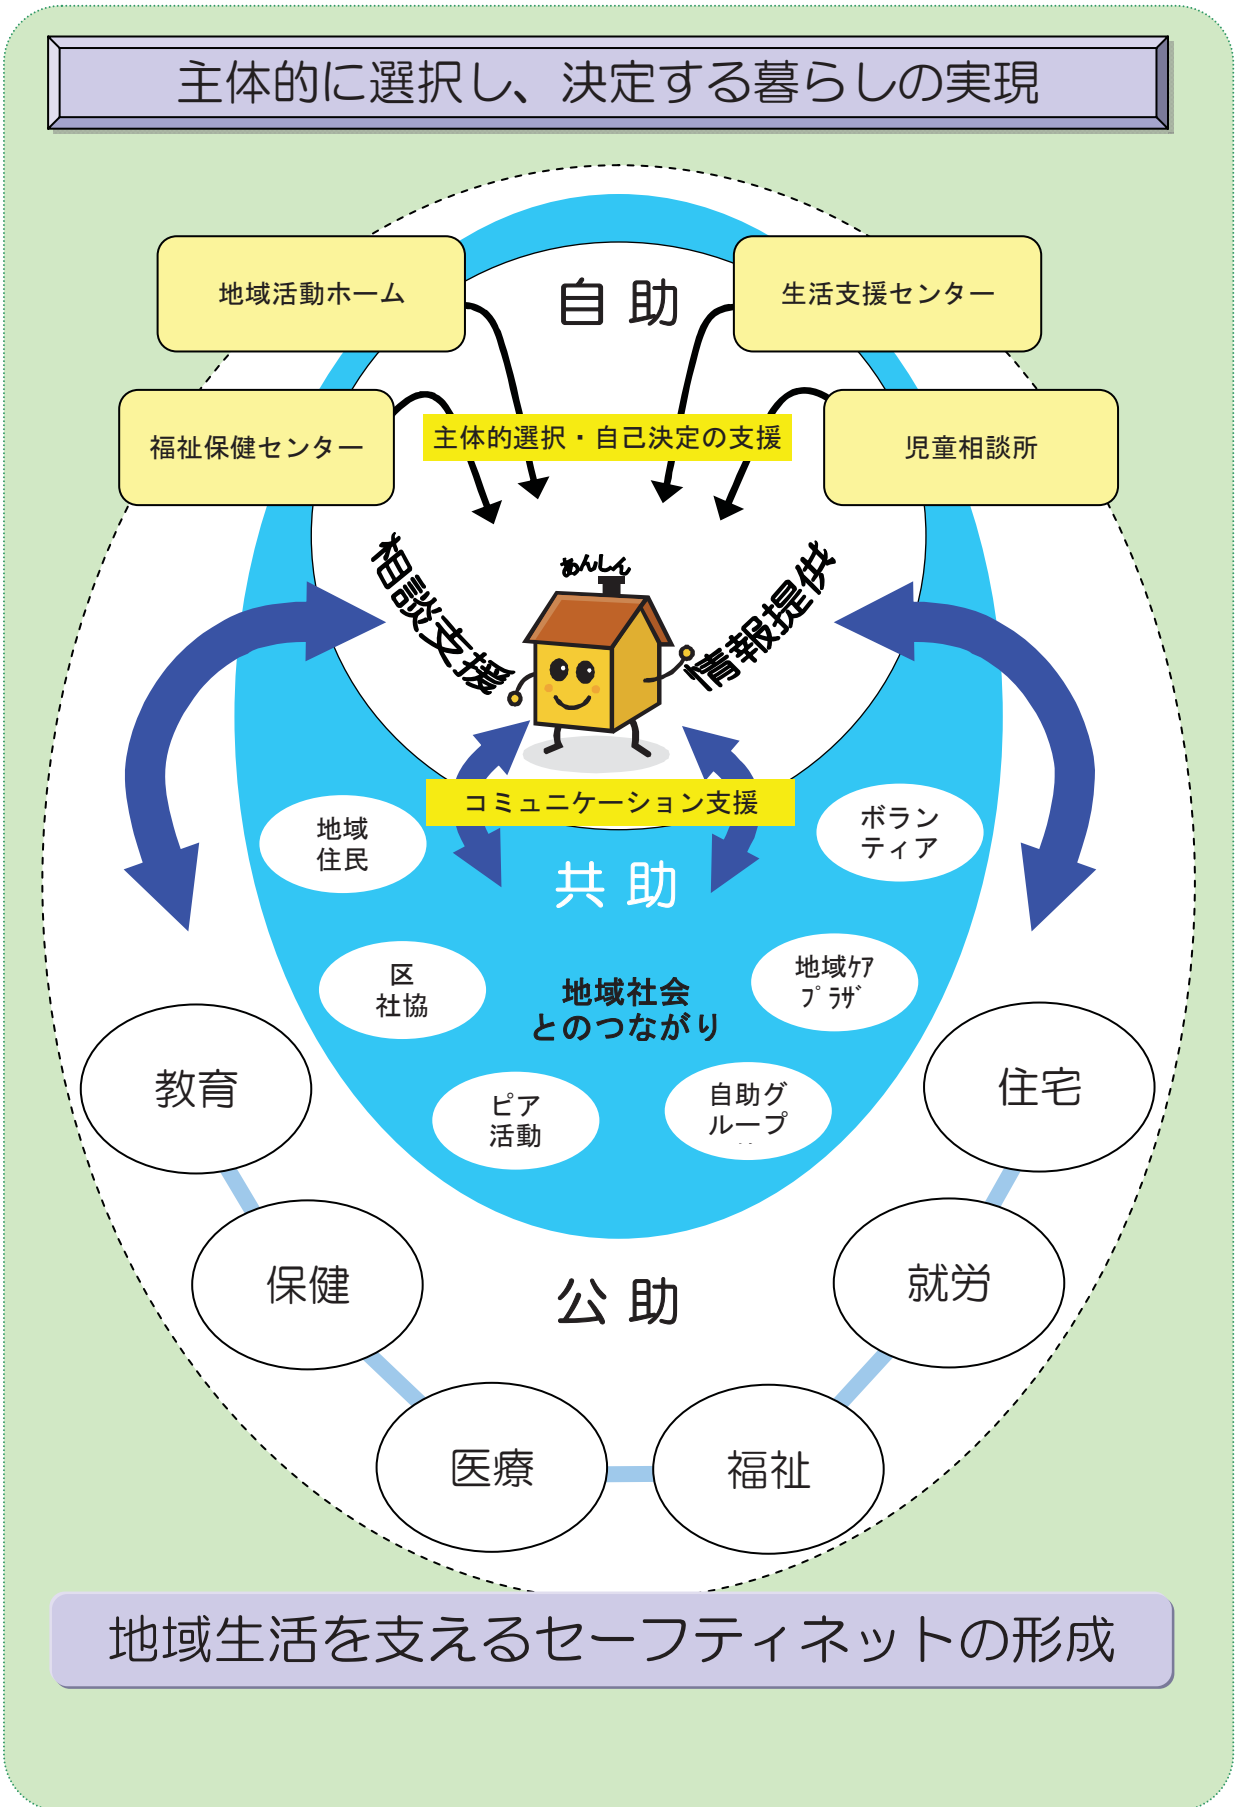 主体的に選択し、決定する暮らしの実現
地域活動ホーム
自助
生活支援センター
福祉保健センター
主体的選択・自己決定の支援
児童相談所
相談支援
あんしん
情報提供
コミュニケーション支援
地域
住民
ボラン
ティア
共助
区
社協
地域社会
とのつながり
地域ｹｱ
ﾌﾟﾗｻﾞ
ピア
活動
自助グ
ループ
教育
住宅
保健
公助
就労
医療
福祉
地域生活を支えるセーフティネットの形成